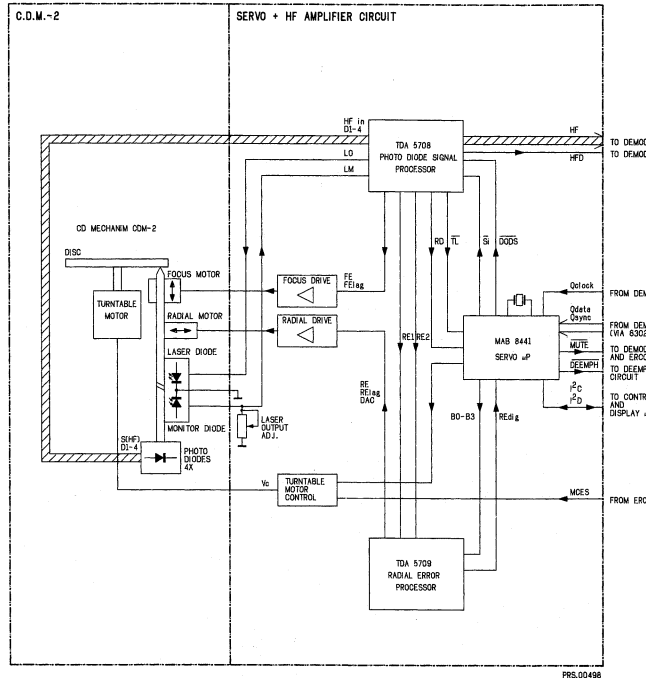 C.D.M.-2
SERVO + HF AMPLIFIER CIRCUIT
HF in
D1-4
LO
LM
TDA 5708
PHOTO DIODE SIGNAL
PROCESSOR
HF
HFD
TO DEMOD
TO DEMOD
CD MECHANIM CDM-2
DISC
FOCUS MOTOR
TURNTABLE
MOTOR
RADIAL MOTOR
LASER DIODE
MONITOR DIODE
S(HF)
D1-4
PHOTO
DIODES
4X
FOCUS DRIVE
RADIAL DRIVE
FE
FElag
RD
TL
Si
DODS
RE1
RE2
RE
RElag
DAC
LASER
OUTPUT
ADJ.
MAB 8441
SERVO µP
Qclock
FROM DEM
Qdata
Qsync
FROM DEM
(VIA 6302
MUTE
TO DEMOD
AND ERCO
DEEMPH
TO DEEMP
CIRCUIT
I²C
I²D
TO CONTR
AND
DISPLAY
B0-B3
REdig
Vc
TURNTABLE
MOTOR
CONTROL
MCES
FROM ERC
TDA 5709
RADIAL ERROR
PROCESSOR
PRS.00498